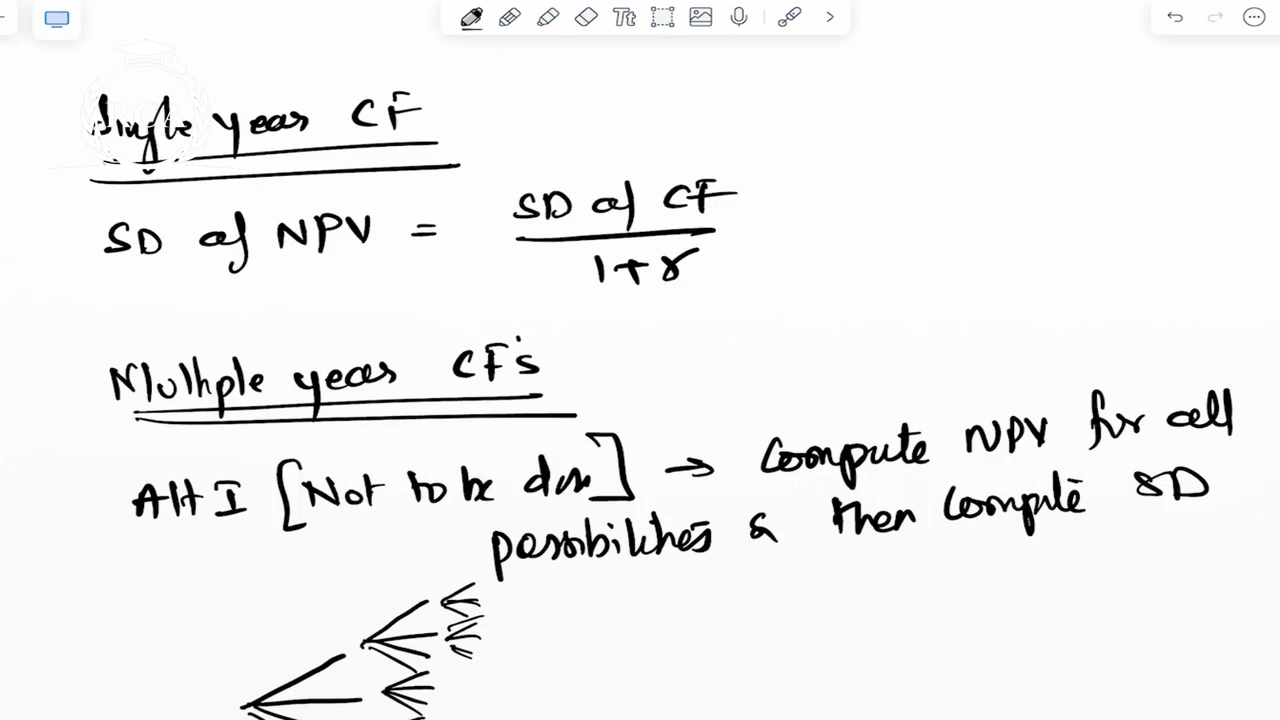 Single year CF
SD of NPV = SD of CF / 1+r
Multiple years CF's
Alt I [Not to be done] → Compute NPV for all
possibilities & then compute SD